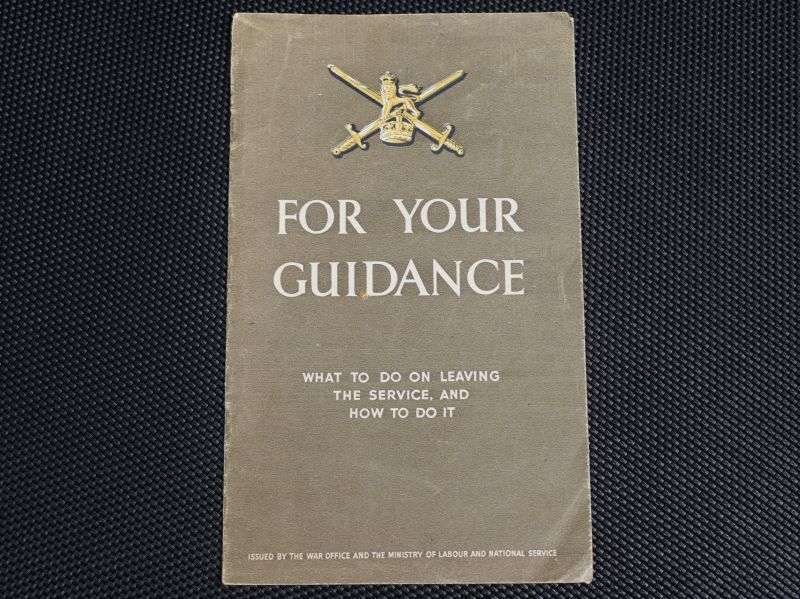 FOR YOUR
GUIDANCE
WHAT TO DO ON LEAVING
THE SERVICE, AND
HOW TO DO IT
ISSUED BY THE WAR OFFICE AND THE MINISTRY OF LABOUR AND NATIONAL SERVICE